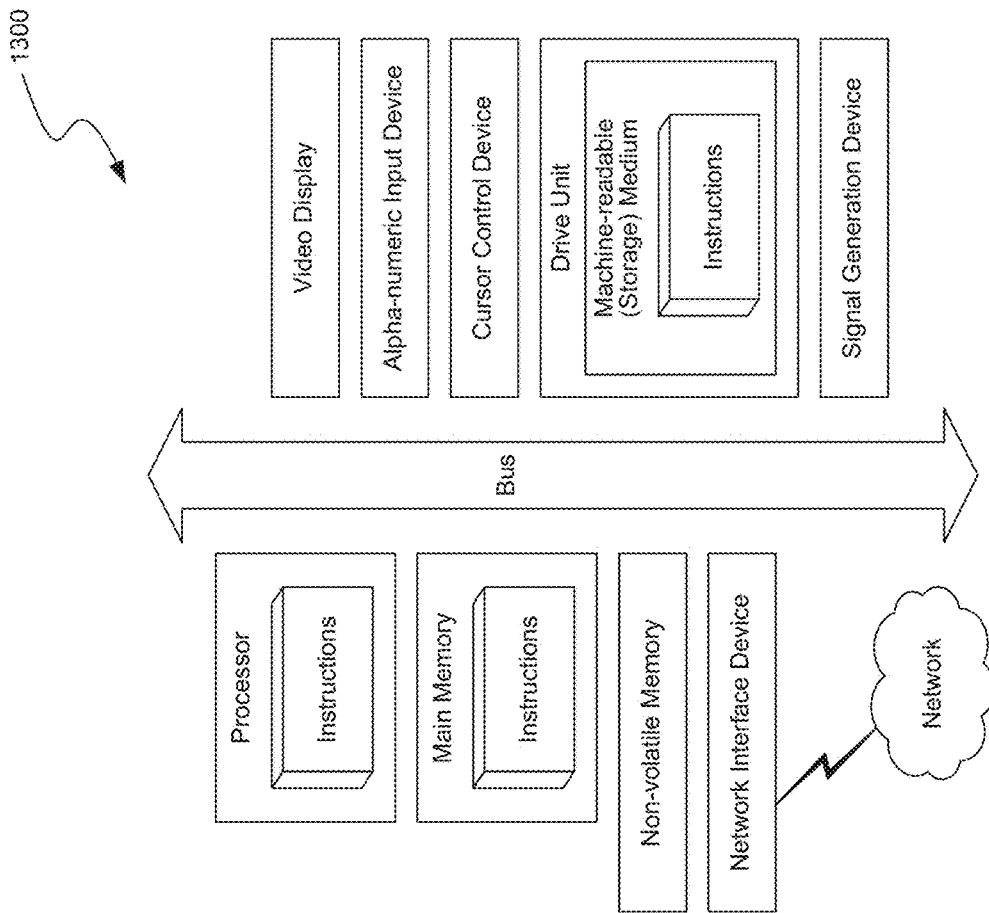 1300
Processor
Instructions
Main Memory
Instructions
Non-volatile Memory
Network Interface Device
Network
Bus
Video Display
Alpha-numeric Input Device
Cursor Control Device
Drive Unit
Machine-readable
(Storage) Medium
Instructions
Signal Generation Device